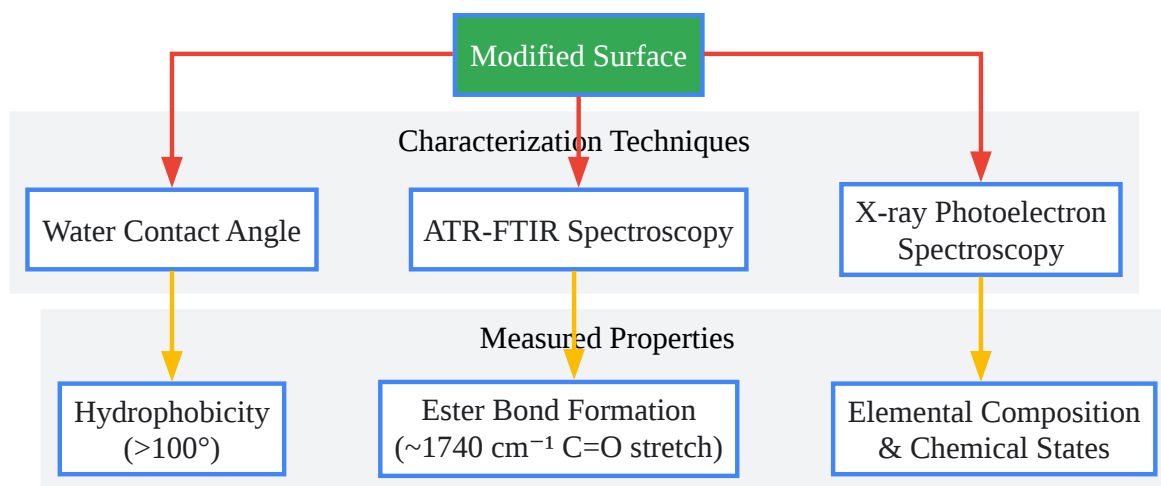 Modified Surface
Characterization Techniques
Water Contact Angle
ATR-FTIR Spectroscopy
X-ray Photoelectron
Spectroscopy
Measured Properties
Hydrophobicity
(>100°)
Ester Bond Formation
(~1740 cm⁻¹ C=O stretch)
Elemental Composition
& Chemical States